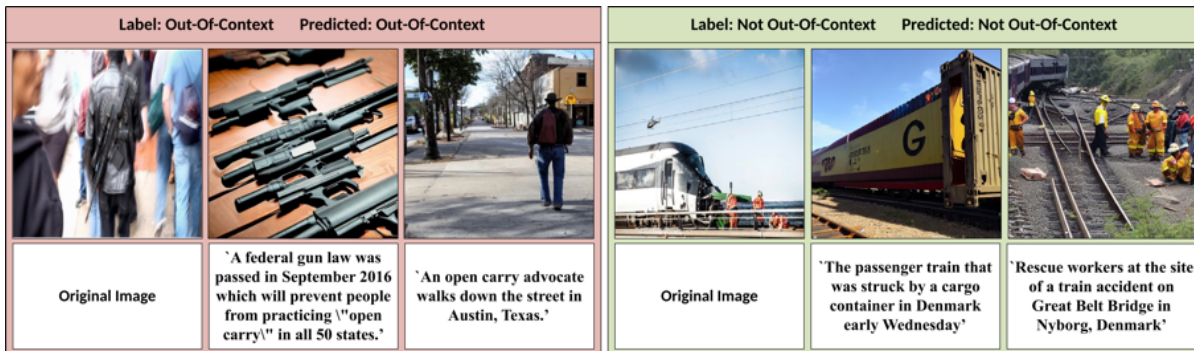 Label: Out-Of-Context Predicted: Out-Of-Context
Original Image
`A federal gun law was
passed in September 2016
which will prevent people
from practicing \"open
carry\" in all 50 states.’
`An open carry advocate
walks down the street in
Austin, Texas.’
Label: Not Out-Of-Context Predicted: Not Out-Of-Context
G
Original Image
`The passenger train that
was struck by a cargo
container in Denmark
early Wednesday’
`Rescue workers at the site
of a train accident on
Great Belt Bridge in
Nyborg, Denmark’